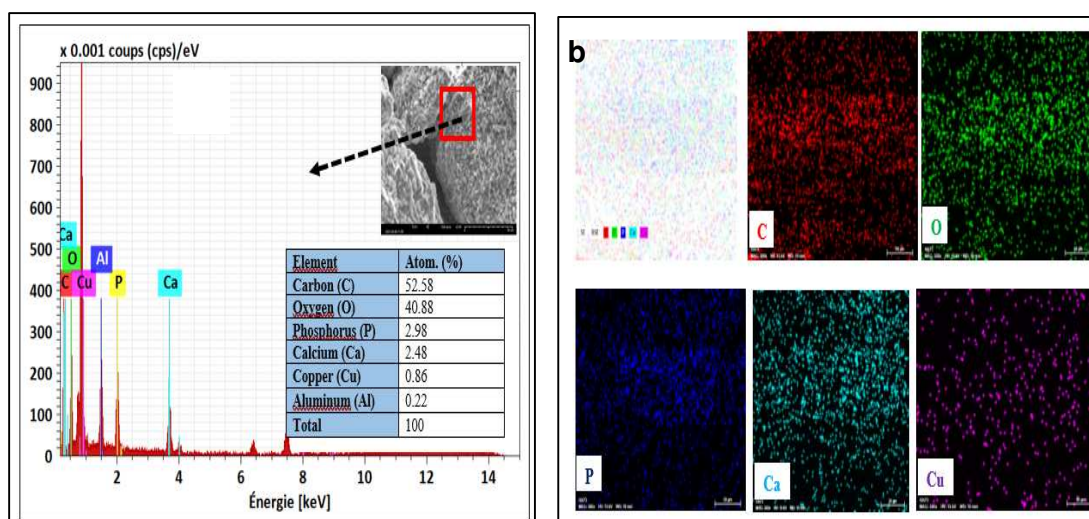 x 0.001 coups (cps)/eV
900
800
700
600
500
400
300
200
100
0
Ca
O
Al
C
Cu
P
Ca
2
4
6
8
10
12
14
Énergie [keV]
Element Atom. (%)
Carbon (C) 52.58
Oxygen (O) 40.88
Phosphorus (P) 2.98
Calcium (Ca) 2.48
Copper (Cu) 0.86
Aluminum (Al) 0.22
Total 100
b
C
O
P
Ca
Cu